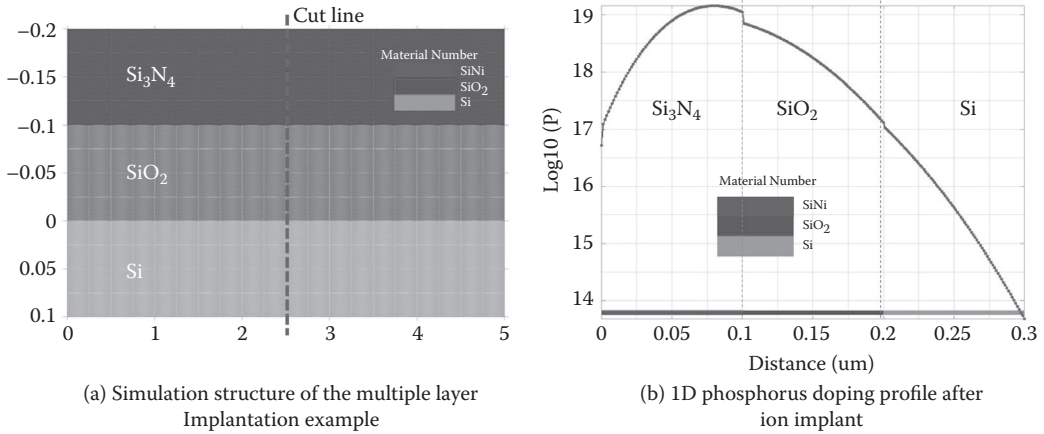 Cut line
−0.2
−0.15
−0.1
−0.05
0
0.05
0.1
0 1 2 3 4 5
Si3N4
SiO2
Si
Material Number
SiNi
SiO2
Si
(a) Simulation structure of the multiple layer
Implantation example
Log10 (P)
19
18
17
16
15
14
0 0.05 0.1 0.15 0.2 0.25 0.3
Distance (um)
Si3N4 SiO2 Si
Material Number
SiNi
SiO2
Si
(b) 1D phosphorus doping profile after
ion implant